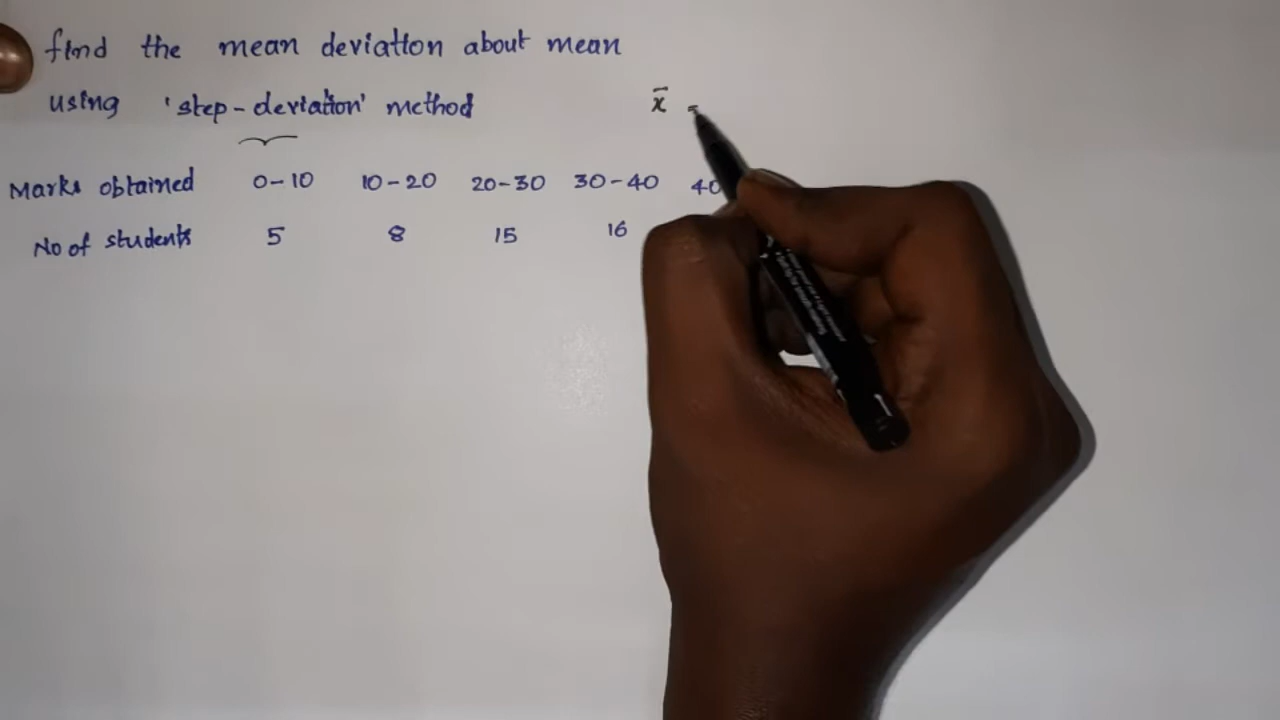 find the mean deviation about mean
using 'step-deviation' method
x̄ =
Marks obtained 0-10 10-20 20-30 30-40 40
No of students 5 8 15 16